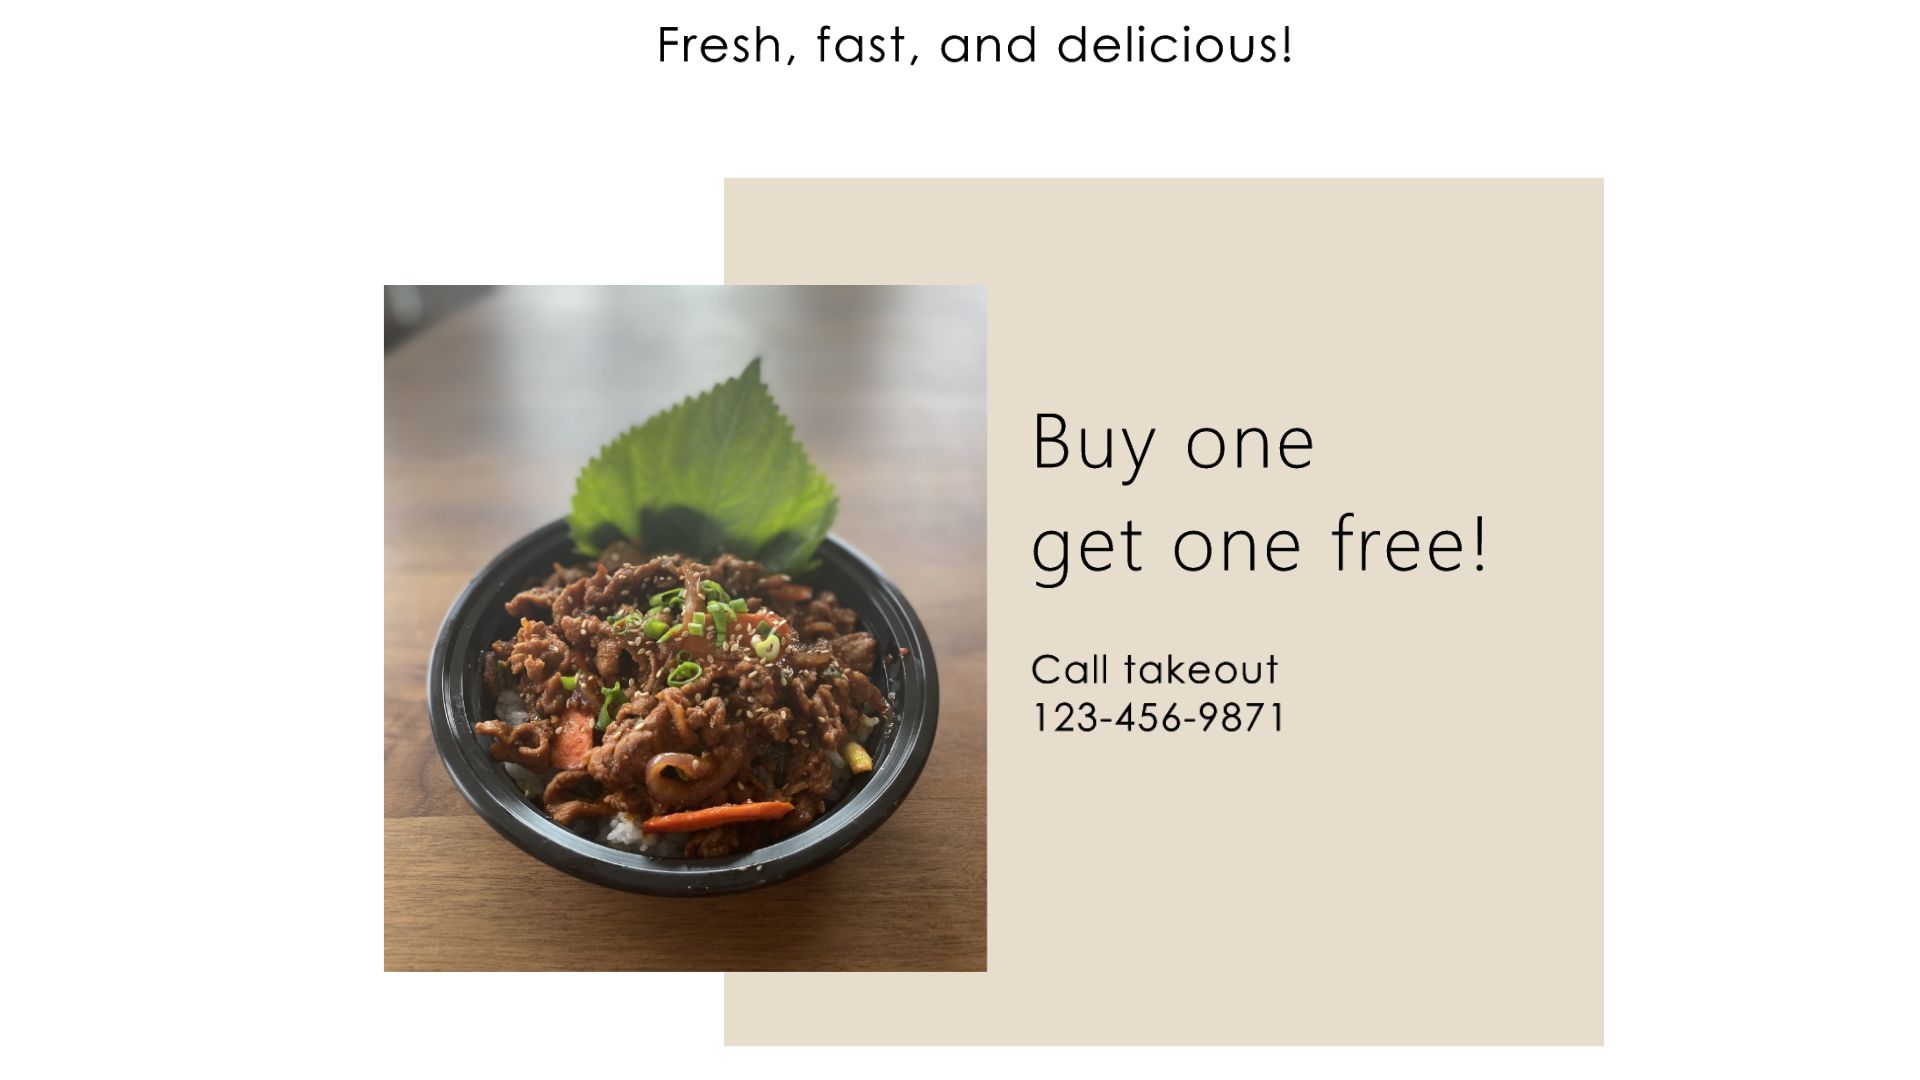 Fresh, fast, and delicious!
Buy one
get one free!
Call takeout
123-456-9871